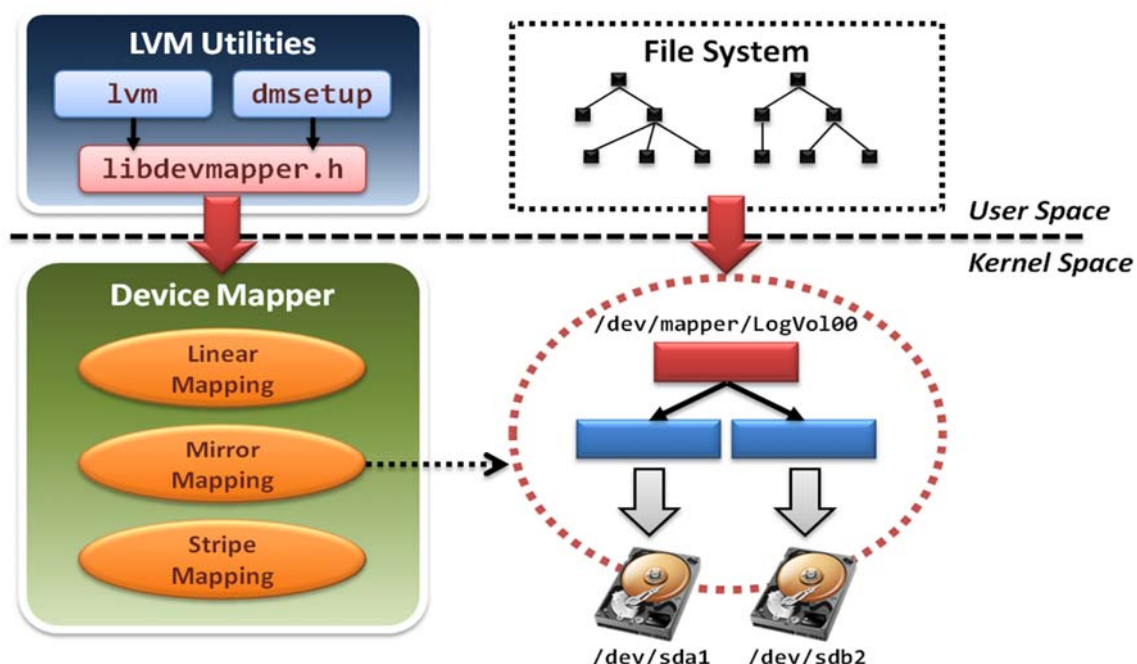 LVM Utilities
lvm
dmsetup
libdevmapper.h
File System
User Space
Kernel Space
Device Mapper
Linear
Mapping
Mirror
Mapping
Stripe
Mapping
/dev/mapper/LogVol00
/dev/sda1
/dev/sdb2